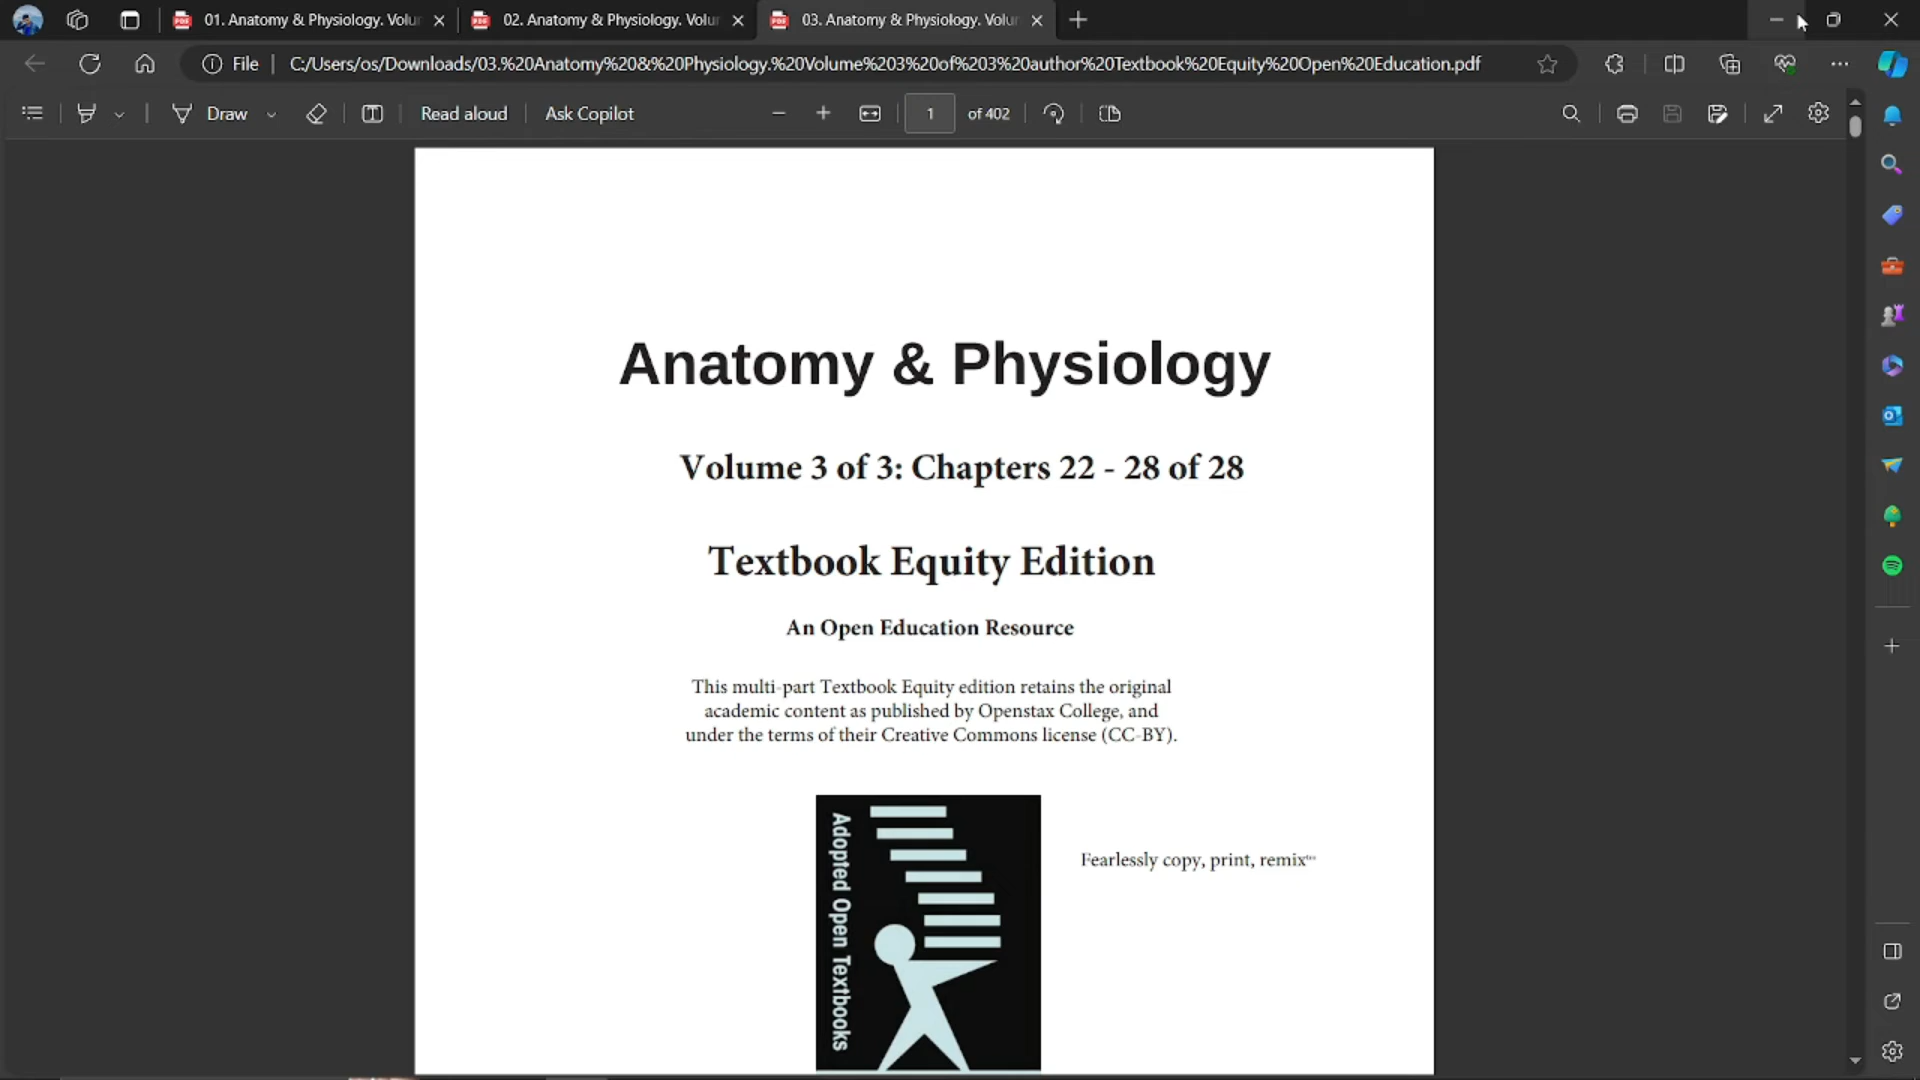 01. Anatomy & Physiology. Volu
02. Anatomy & Physiology. Volu
03. Anatomy & Physiology. Volu
File
C:/Users/os/Downloads/03.%20Anatomy%20&%20Physiology.%20Volume%203%20of%203%20author%20Textbook%20Equity%20Open%20Education.pdf
Draw
Read aloud
Ask Copilot
1
of 402
Anatomy & Physiology
Volume 3 of 3: Chapters 22 - 28 of 28
Textbook Equity Edition
An Open Education Resource
This multi-part Textbook Equity edition retains the original
academic content as published by Openstax College, and
under the terms of their Creative Commons license (CC-BY).
Adopted Open Textbooks
Fearlessly copy, print, remix